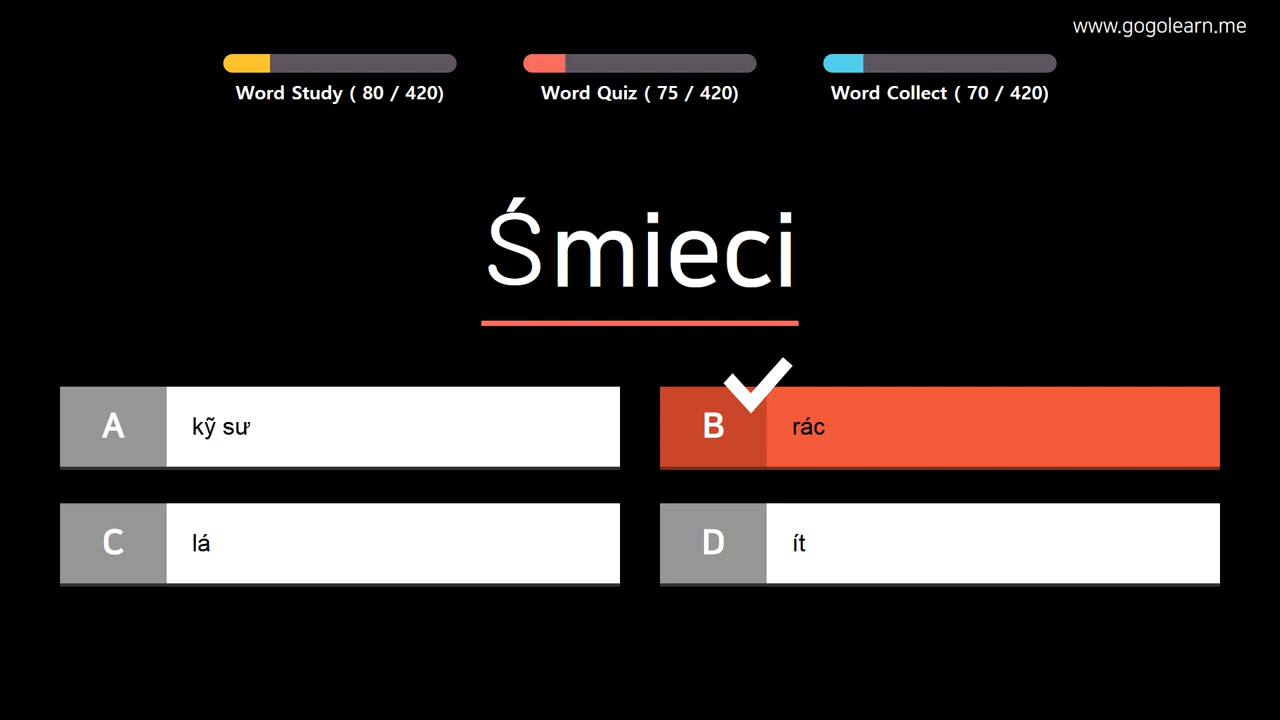 www.gogolearn.me
Word Study ( 80 / 420)
Word Quiz ( 75 / 420)
Word Collect ( 70 / 420)
Śmieci
A
kỹ sư
B
rác
C
lá
D
ít